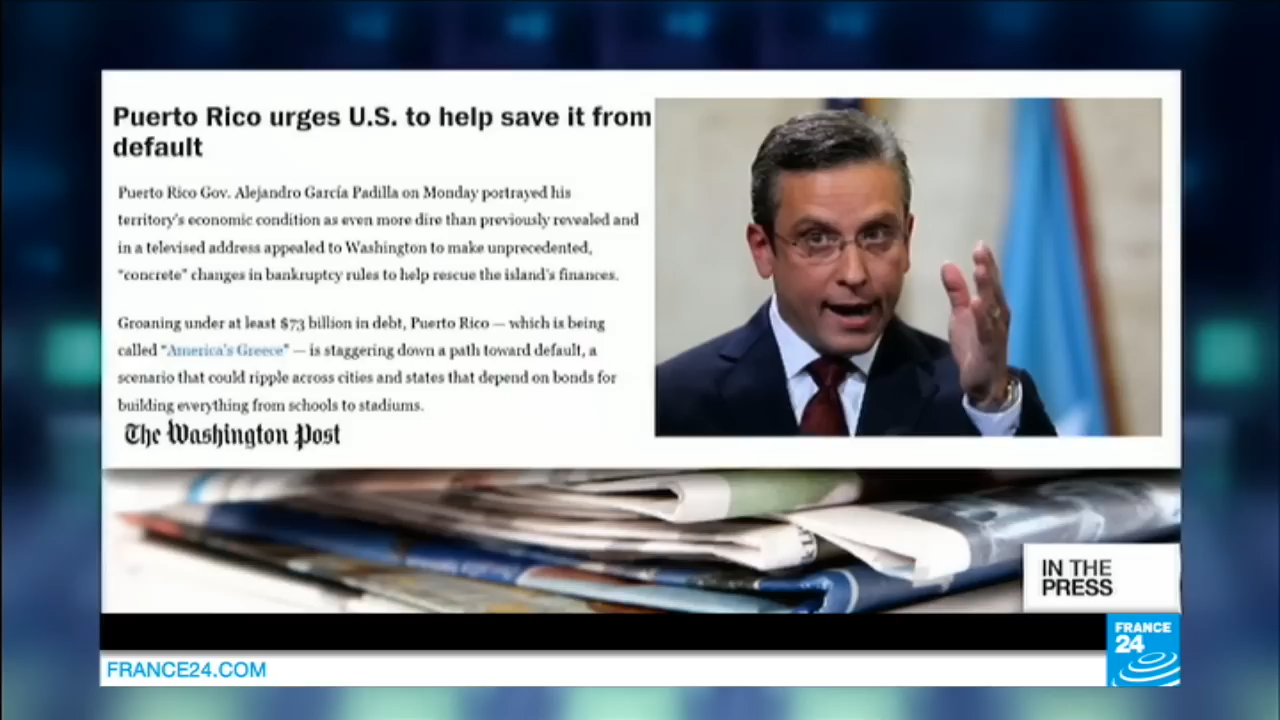 Puerto Rico urges U.S. to help save it from
default
Puerto Rico Gov. Alejandro García Padilla on Monday portrayed his
territory's economic condition as even more dire than previously revealed and
in a televised address appealed to Washington to make unprecedented,
"concrete" changes in bankruptcy rules to help rescue the island's finances.
Groaning under at least $73 billion in debt, Puerto Rico — which is being
called "America's Greece" — is staggering down a path toward default, a
scenario that could ripple across cities and states that depend on bonds for
building everything from schools to stadiums.
The Washington Post
IN THE
PRESS
FRANCE
24
FRANCE24.COM